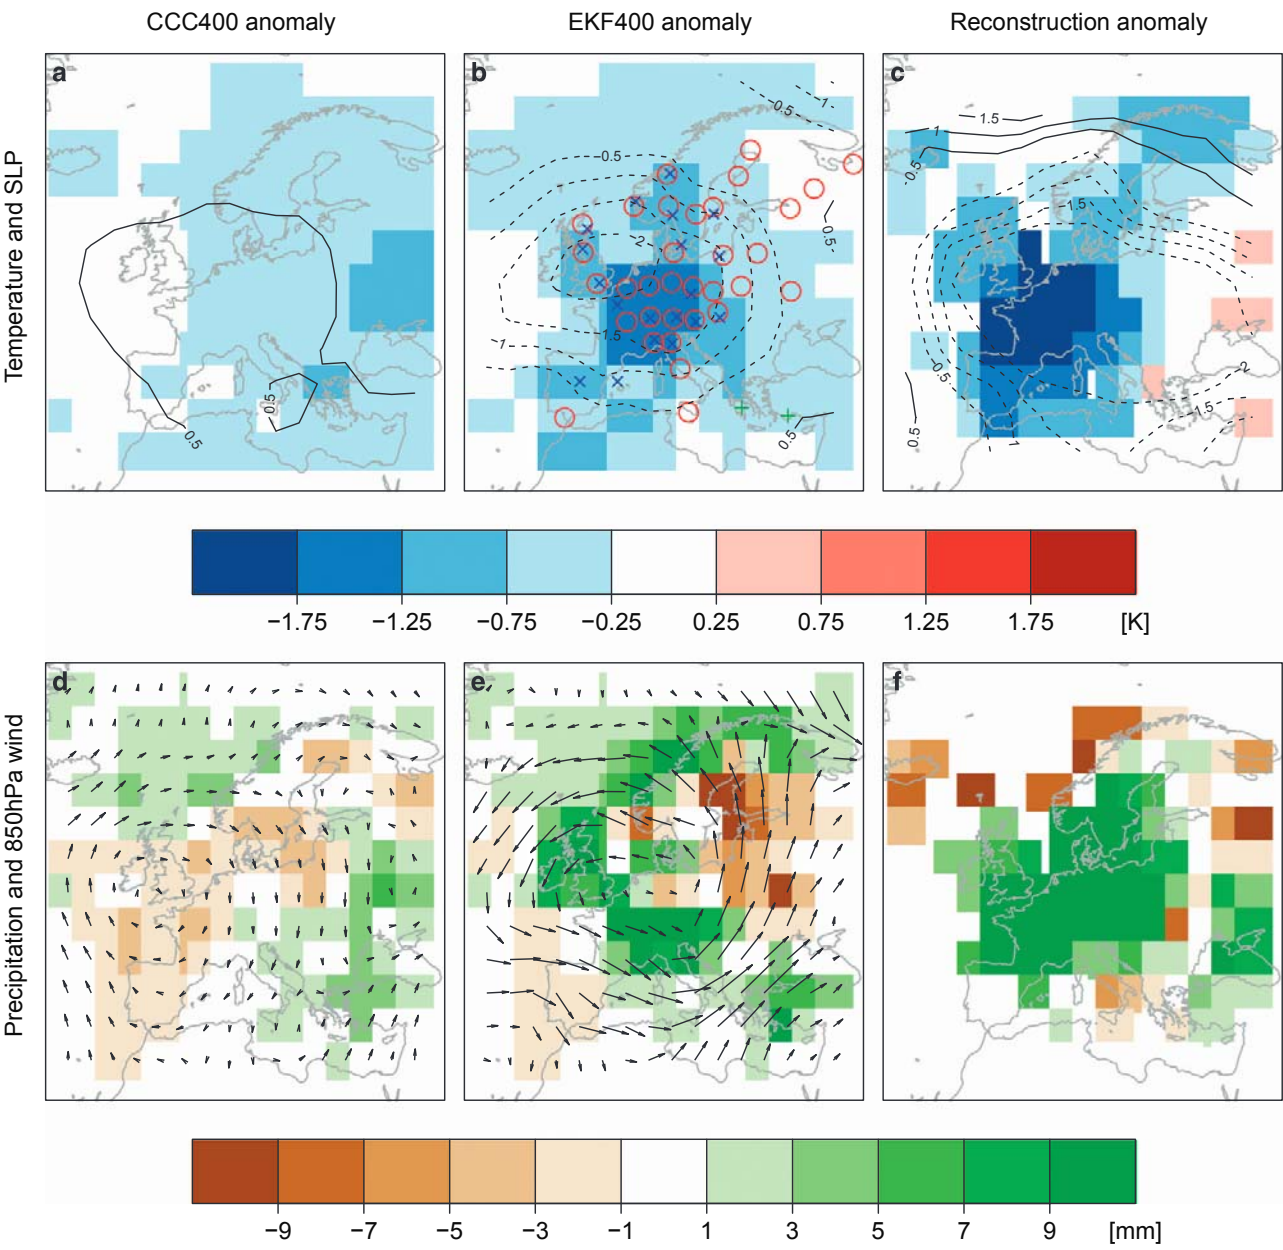 CCC400 anomaly EKF400 anomaly Reconstruction anomaly
Temperature and SLP
a b c
0.5 0.5
-0.5 -1 -0.5 -2 -0.5 -1.5 -1 0.5
1.5 1 -0.5 -1.5 -0.5 -2 -1.5 0.5 -1
−1.75 −1.25 −0.75 −0.25 0.25 0.75 1.25 1.75 [K]
Precipitation and 850hPa wind
d e f
−9 −7 −5 −3 −1 1 3 5 7 9 [mm]